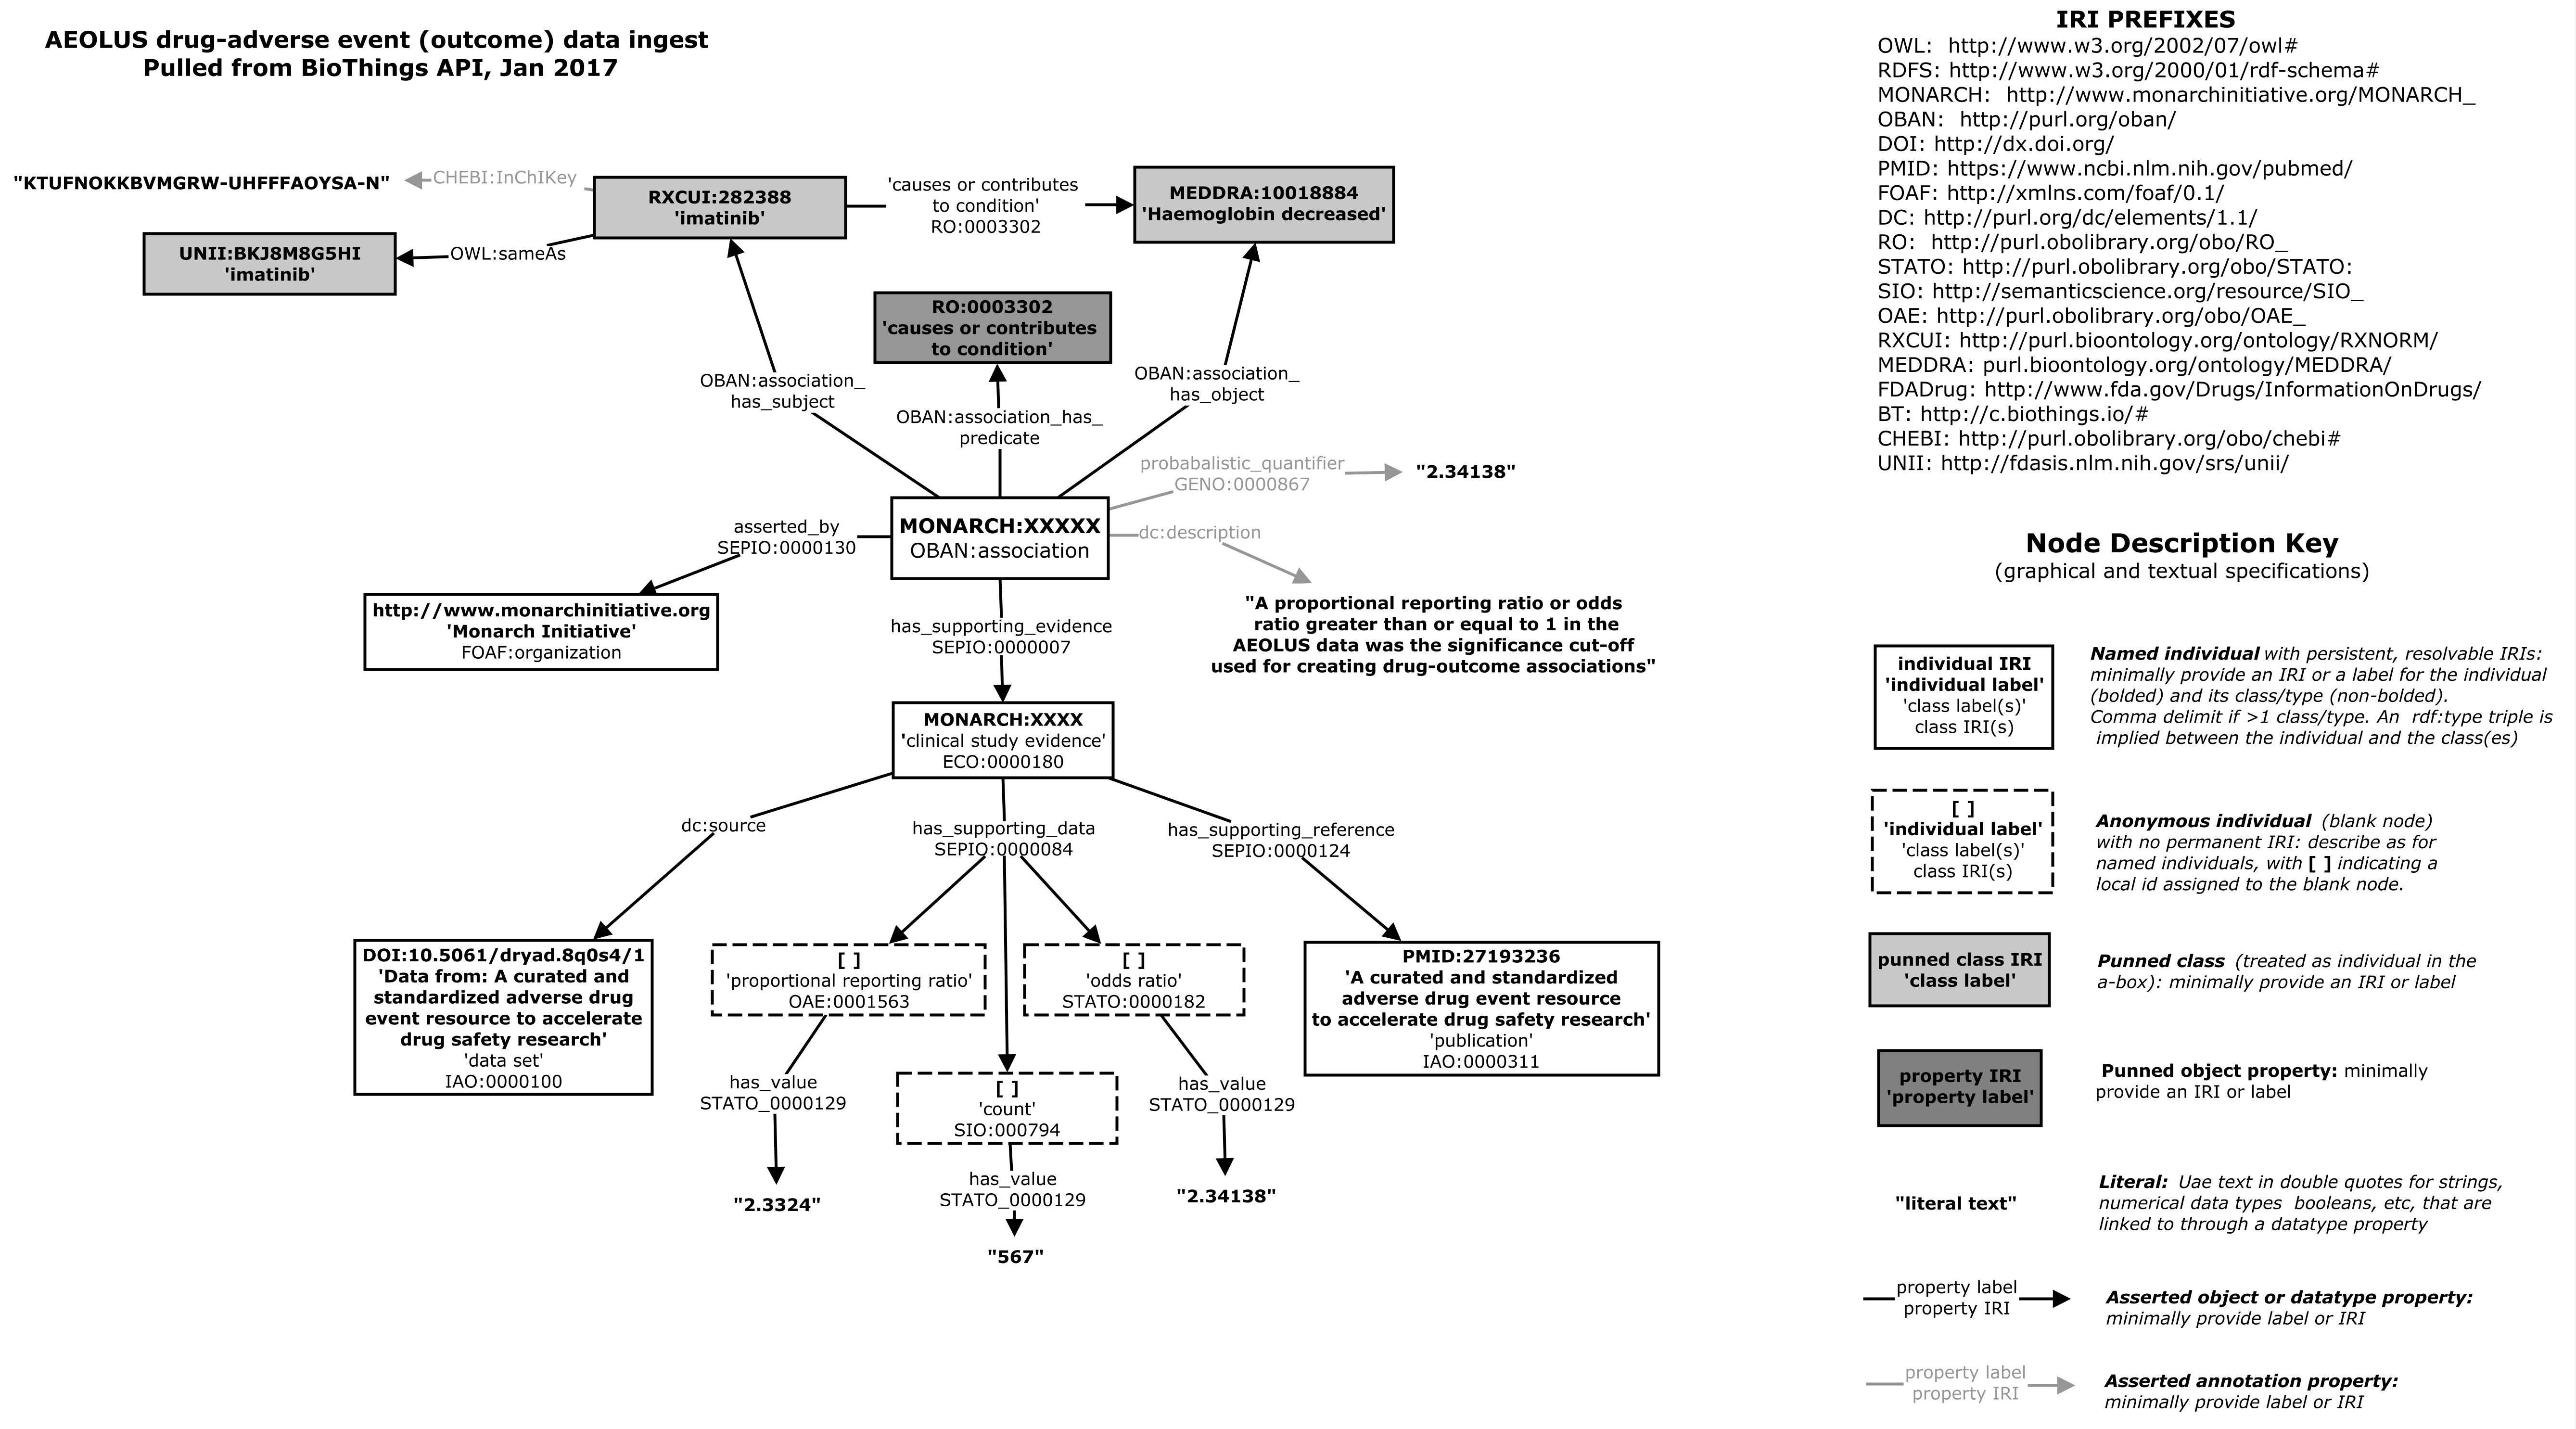 AEOLUS drug-adverse event (outcome) data ingest
Pulled from BioThings API, Jan 2017
"KTUFNOKKBVMGRW-UHFFFAOYSA-N"
CHEBI:InChIKey
RXCUI:282388
'imatinib'
'causes or contributes
to condition'
RO:0003302
MEDDRA:10018884
'Haemoglobin decreased'
UNII:BKJ8M8G5HI
'imatinib'
OWL:sameAs
RO:0003302
'causes or contributes
to condition'
OBAN:association_
has_subject
OBAN:association_has_
predicate
OBAN:association_
has_object
probabalistic_quantifier
GENO:0000867
"2.34138"
MONARCH:XXXXX
OBAN:association
dc:description
asserted_by
SEPIO:0000130
http://www.monarchinitiative.org
'Monarch Initiative'
FOAF:organization
has_supporting_evidence
SEPIO:0000007
"A proportional reporting ratio or odds
ratio greater than or equal to 1 in the
AEOLUS data was the significance cut-off
used for creating drug-outcome associations"
MONARCH:XXXX
'clinical study evidence'
ECO:0000180
dc:source
has_supporting_data
SEPIO:0000084
has_supporting_reference
SEPIO:0000124
DOI:10.5061/dryad.8q0s4/1
'Data from: A curated and
standardized adverse drug
event resource to accelerate
drug safety research'
'data set'
IAO:0000100
[ ]
'proportional reporting ratio'
OAE:0001563
[ ]
'odds ratio'
STATO:0000182
PMID:27193236
'A curated and standardized
adverse drug event resource
to accelerate drug safety research'
'publication'
IAO:0000311
has_value
STATO_0000129
[ ]
'count'
SIO:000794
has_value
STATO_0000129
"2.3324"
has_value
STATO_0000129
"2.34138"
"567"
IRI PREFIXES
OWL:  http://www.w3.org/2002/07/owl#
RDFS: http://www.w3.org/2000/01/rdf-schema#
MONARCH:  http://www.monarchinitiative.org/MONARCH_
OBAN:  http://purl.org/oban/
DOI: http://dx.doi.org/
PMID: https://www.ncbi.nlm.nih.gov/pubmed/
FOAF: http://xmlns.com/foaf/0.1/
DC: http://purl.org/dc/elements/1.1/
RO:  http://purl.obolibrary.org/obo/RO_
STATO: http://purl.obolibrary.org/obo/STATO:
SIO: http://semanticscience.org/resource/SIO_
OAE: http://purl.obolibrary.org/obo/OAE_
RXCUI: http://purl.bioontology.org/ontology/RXNORM/
MEDDRA: purl.bioontology.org/ontology/MEDDRA/
FDADrug: http://www.fda.gov/Drugs/InformationOnDrugs/
BT: http://c.biothings.io/#
CHEBI: http://purl.obolibrary.org/obo/chebi#
UNII: http://fdasis.nlm.nih.gov/srs/unii/
Node Description Key
(graphical and textual specifications)
individual IRI
'individual label'
'class label(s)'
class IRI(s)
Named individual with persistent, resolvable IRIs:
minimally provide an IRI or a label for the individual
(bolded) and its class/type (non-bolded).
Comma delimit if >1 class/type. An  rdf:type triple is
implied between the individual and the class(es)
[ ]
'individual label'
'class label(s)'
class IRI(s)
Anonymous individual  (blank node)
with no permanent IRI: describe as for
named individuals, with [ ] indicating a
local id assigned to the blank node.
punned class IRI
'class label'
Punned class  (treated as individual in the
a-box): minimally provide an IRI or label
property IRI
'property label'
Punned object property: minimally
provide an IRI or label
"literal text"
Literal:  Uae text in double quotes for strings,
numerical data types  booleans, etc, that are
linked to through a datatype property
property label
property IRI
Asserted object or datatype property:
minimally provide label or IRI
property label
property IRI
Asserted annotation property:
minimally provide label or IRI